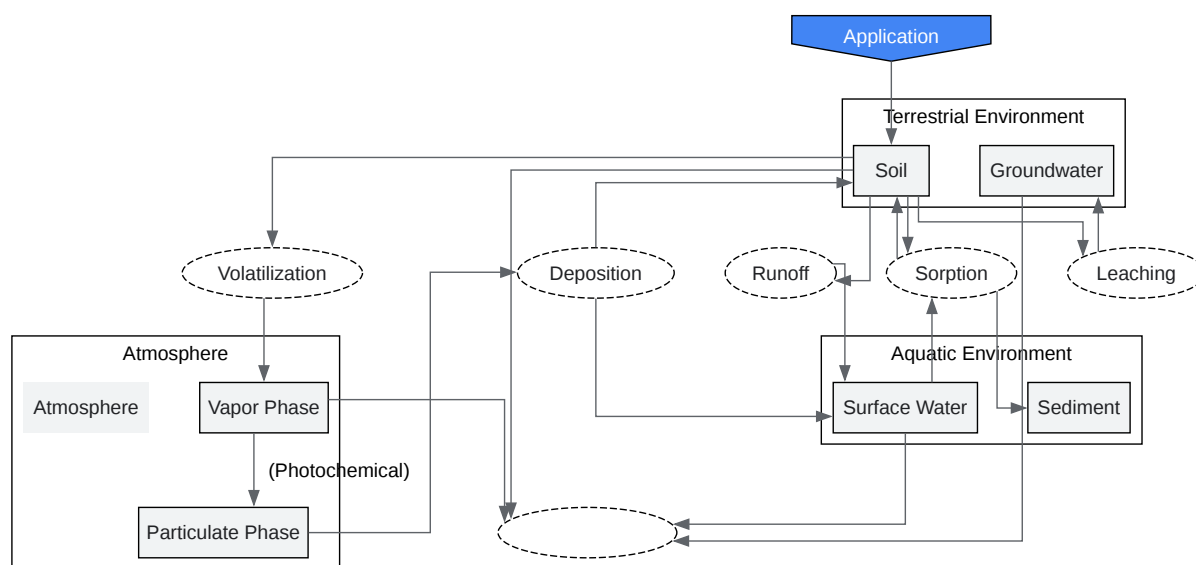 Application
Terrestrial Environment
Soil
Groundwater
Volatilization
Deposition
Runoff
Sorption
Leaching
Atmosphere
Aquatic Environment
Atmosphere
Vapor Phase
Surface Water
Sediment
(Photochemical)
Particulate Phase